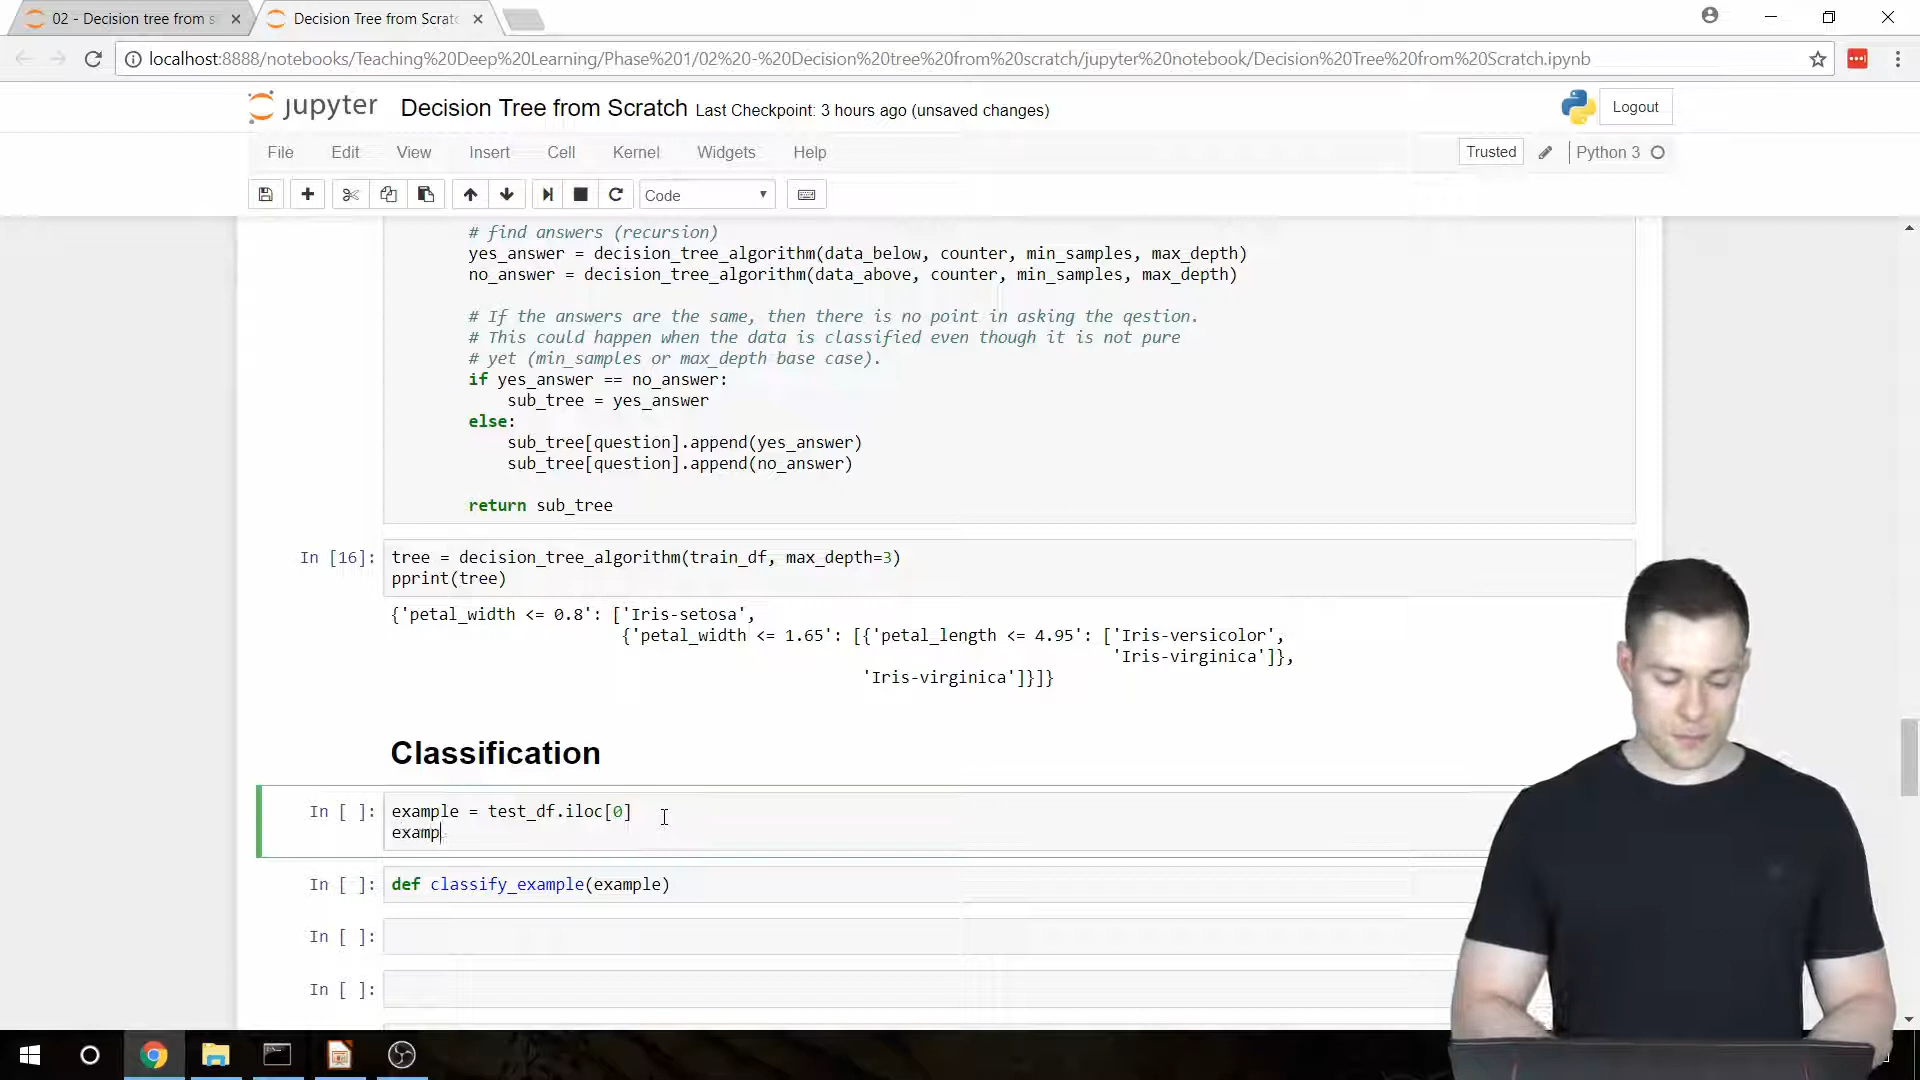 02 - Decision tree from s
Decision Tree from Scratc
localhost:8888/notebooks/Teaching%20Deep%20Learning/Phase%201/02%20-%20Decision%20tree%20from%20scratch/jupyter%20notebook/Decision%20Tree%20from%20Scratch.ipynb
jupyter Decision Tree from Scratch Last Checkpoint: 3 hours ago (unsaved changes)
Logout
File Edit View Insert Cell Kernel Widgets Help
Trusted Python 3
Code
# find answers (recursion)
yes_answer = decision_tree_algorithm(data_below, counter, min_samples, max_depth)
no_answer = decision_tree_algorithm(data_above, counter, min_samples, max_depth)
# If the answers are the same, then there is no point in asking the qestion.
# This could happen when the data is classified even though it is not pure
# yet (min_samples or max_depth base case).
if yes_answer == no_answer:
sub_tree = yes_answer
else:
sub_tree[question].append(yes_answer)
sub_tree[question].append(no_answer)
return sub_tree
In [16]: tree = decision_tree_algorithm(train_df, max_depth=3)
pprint(tree)
{'petal_width <= 0.8': ['Iris-setosa',
{'petal_width <= 1.65': [{'petal_length <= 4.95': ['Iris-versicolor',
'Iris-virginica']},
'Iris-virginica']}]}
Classification
In [ ]: example = test_df.iloc[0]
examp
In [ ]: def classify_example(example)
In [ ]:
In [ ]: